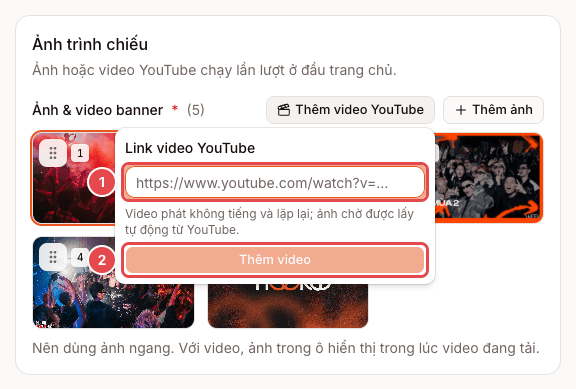 Ảnh trình chiếu
Ảnh hoặc video YouTube chạy lần lượt ở đầu trang chủ.
Ảnh & video banner * (5)
Thêm video YouTube
+ Thêm ảnh
1
Link video YouTube
1
https://www.youtube.com/watch?v=...
MÙA 2
Video phát không tiếng và lặp lại; ảnh chờ được lấy
tự động từ YouTube.
4
2
Thêm video
Nên dùng ảnh ngang. Với video, ảnh trong ô hiển thị trong lúc video đang tải.